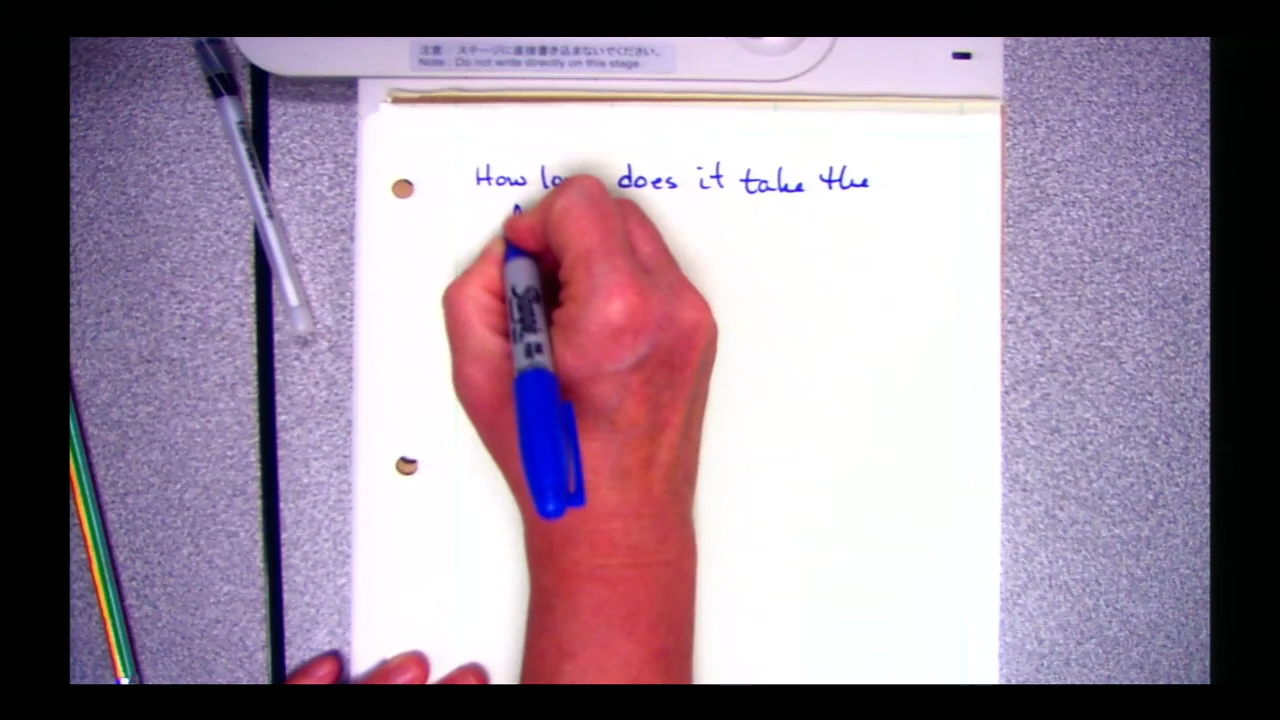 注意 : ステージに直接書き込まないでください。
Note : Do not write directly on this stage.
How does it take the